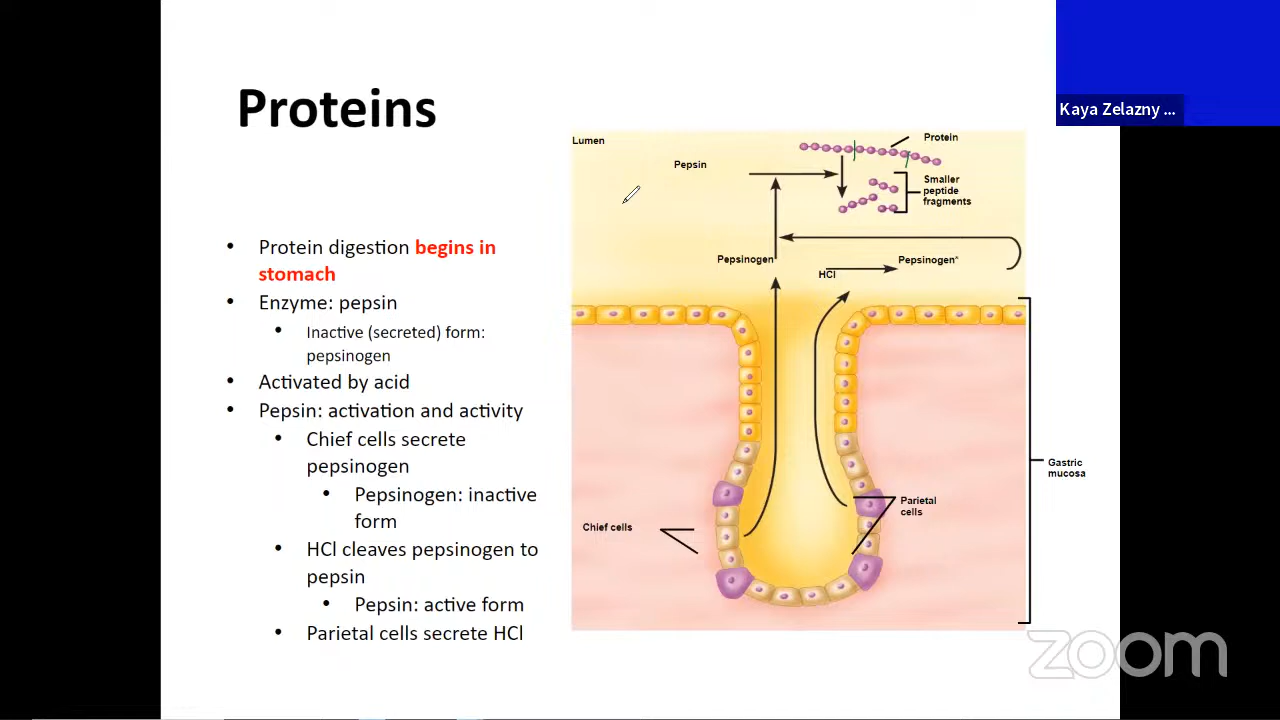 Kaya Zelazny ...
Proteins
Protein digestion begins in
stomach
Enzyme: pepsin
Inactive (secreted) form:
pepsinogen
Activated by acid
Pepsin: activation and activity
Chief cells secrete
pepsinogen
Pepsinogen: inactive
form
HCl cleaves pepsinogen to
pepsin
Pepsin: active form
Parietal cells secrete HCl
Lumen
Protein
Pepsin
Smaller
peptide
fragments
Pepsinogen
HCl
Pepsinogen*
Chief cells
Parietal
cells
Gastric
mucosa
zoom